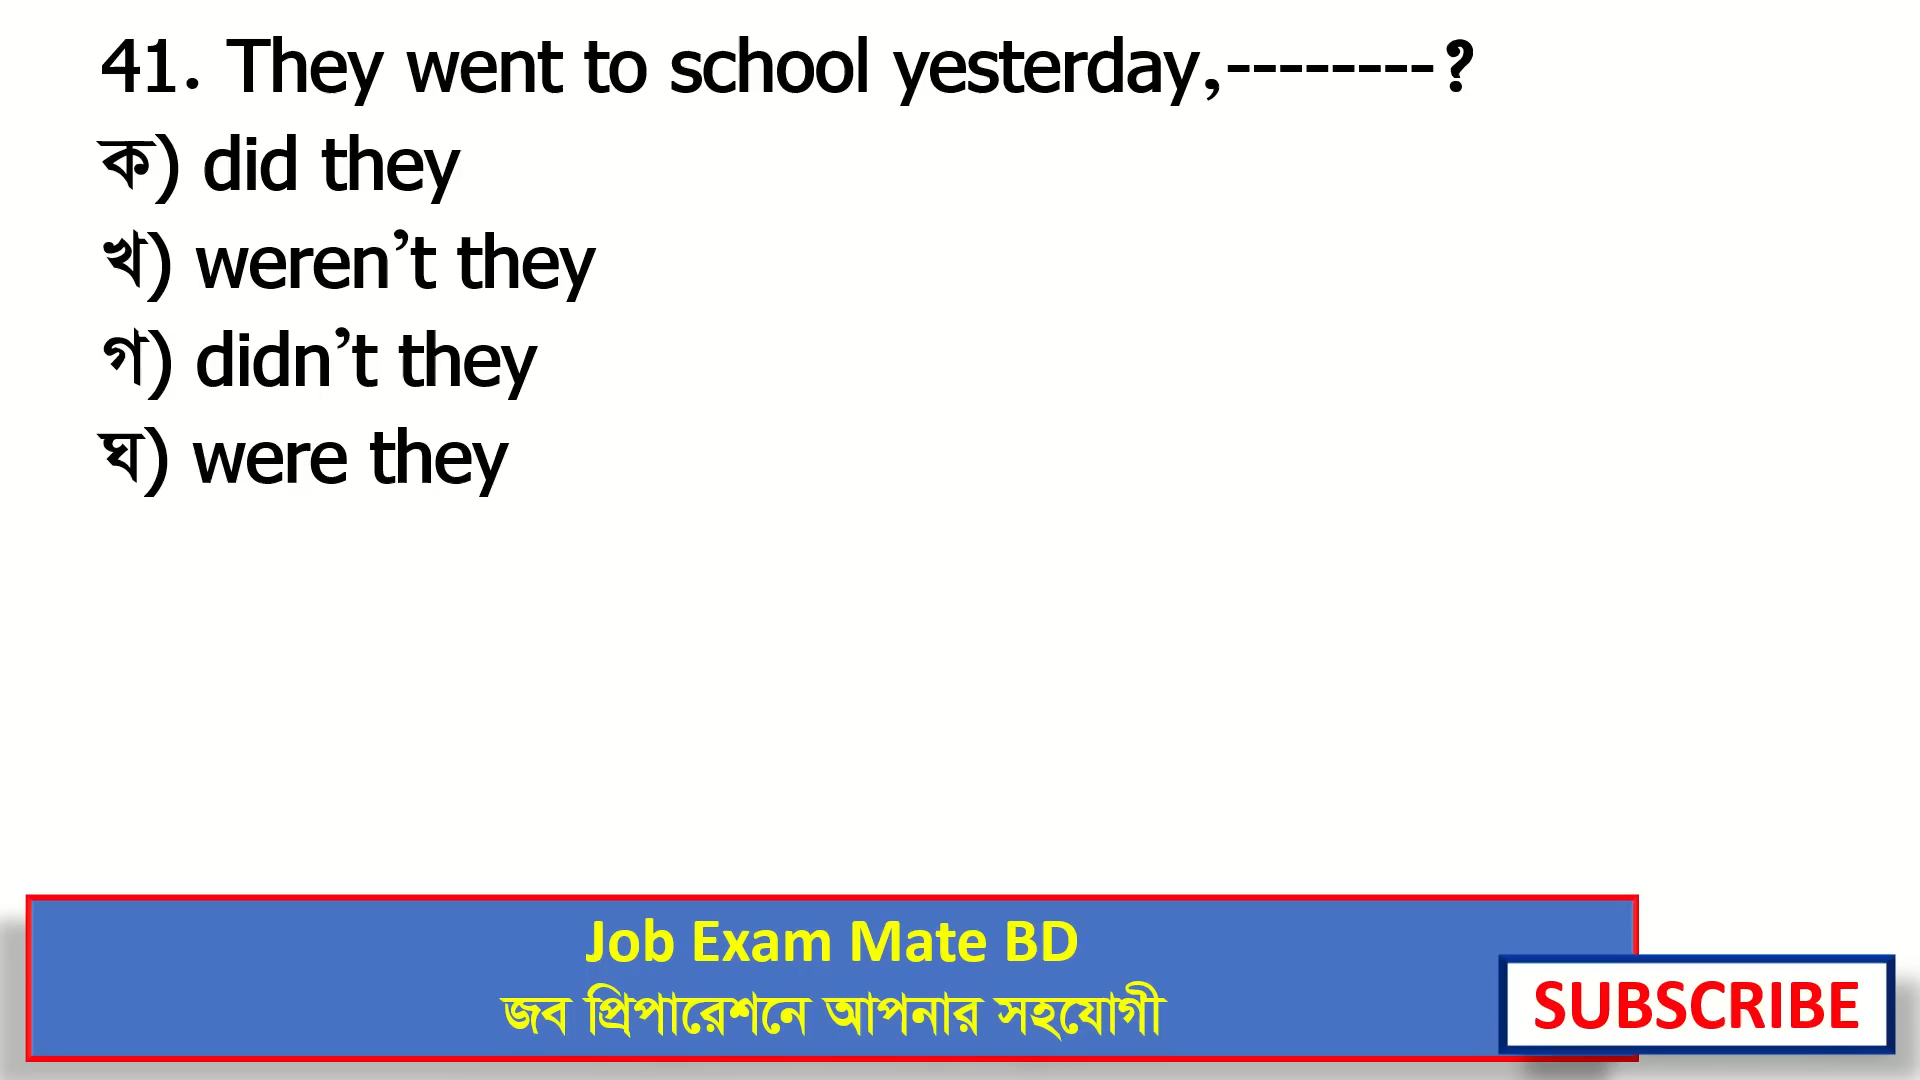 41. They went to school yesterday,--------?
ক) did they
খ) weren’t they
গ) didn’t they
ঘ) were they
Job Exam Mate BD
জব প্রিপারেশনে আপনার সহযোগী
SUBSCRIBE